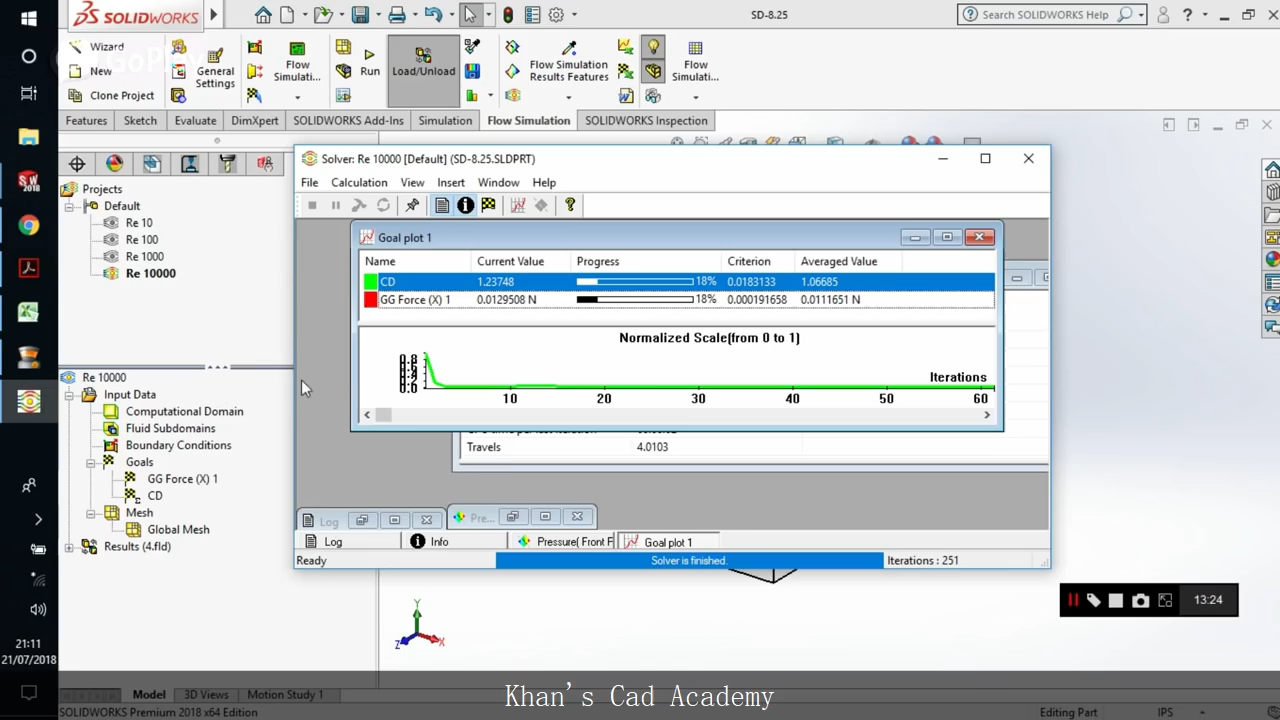 SOLIDWORKS
SD-8.25
Search SOLIDWORKS Help
Wizard
New
Clone Project
GoPlay
General
Settings
Flow
Simulati...
Run
Load/Unload
Flow Simulation
Results Features
Flow
Simulati...
Features
Sketch
Evaluate
DimXpert
SOLIDWORKS Add-Ins
Simulation
Flow Simulation
SOLIDWORKS Inspection
Projects
Default
Re 10
Re 100
Re 1000
Re 10000
Re 10000
Input Data
Computational Domain
Fluid Subdomains
Boundary Conditions
Goals
GG Force (X) 1
CD
Mesh
Global Mesh
Results (4.fld)
Solver: Re 10000 [Default] (SD-8.25.SLDPRT)
File Calculation View Insert Window Help
Goal plot 1
Name Current Value Progress Criterion Averaged Value
CD 1.23748 18% 0.0183133 1.06685
GG Force (X) 1 0.0129508 N 18% 0.000191658 0.0111651 N
Normalized Scale(from 0 to 1)
0.8
0.0
Iterations
10 20 30 40 50 60
Travels 4.0103
Log
Pre...
Log Info Pressure( Front F Goal plot 1
Ready Solver is finished. Iterations : 251
Y
X
Z
13:24
21:11
21/07/2018
Model 3D Views Motion Study 1
Khan's Cad Academy
SOLIDWORKS Premium 2018 x64 Edition
Editing Part IPS